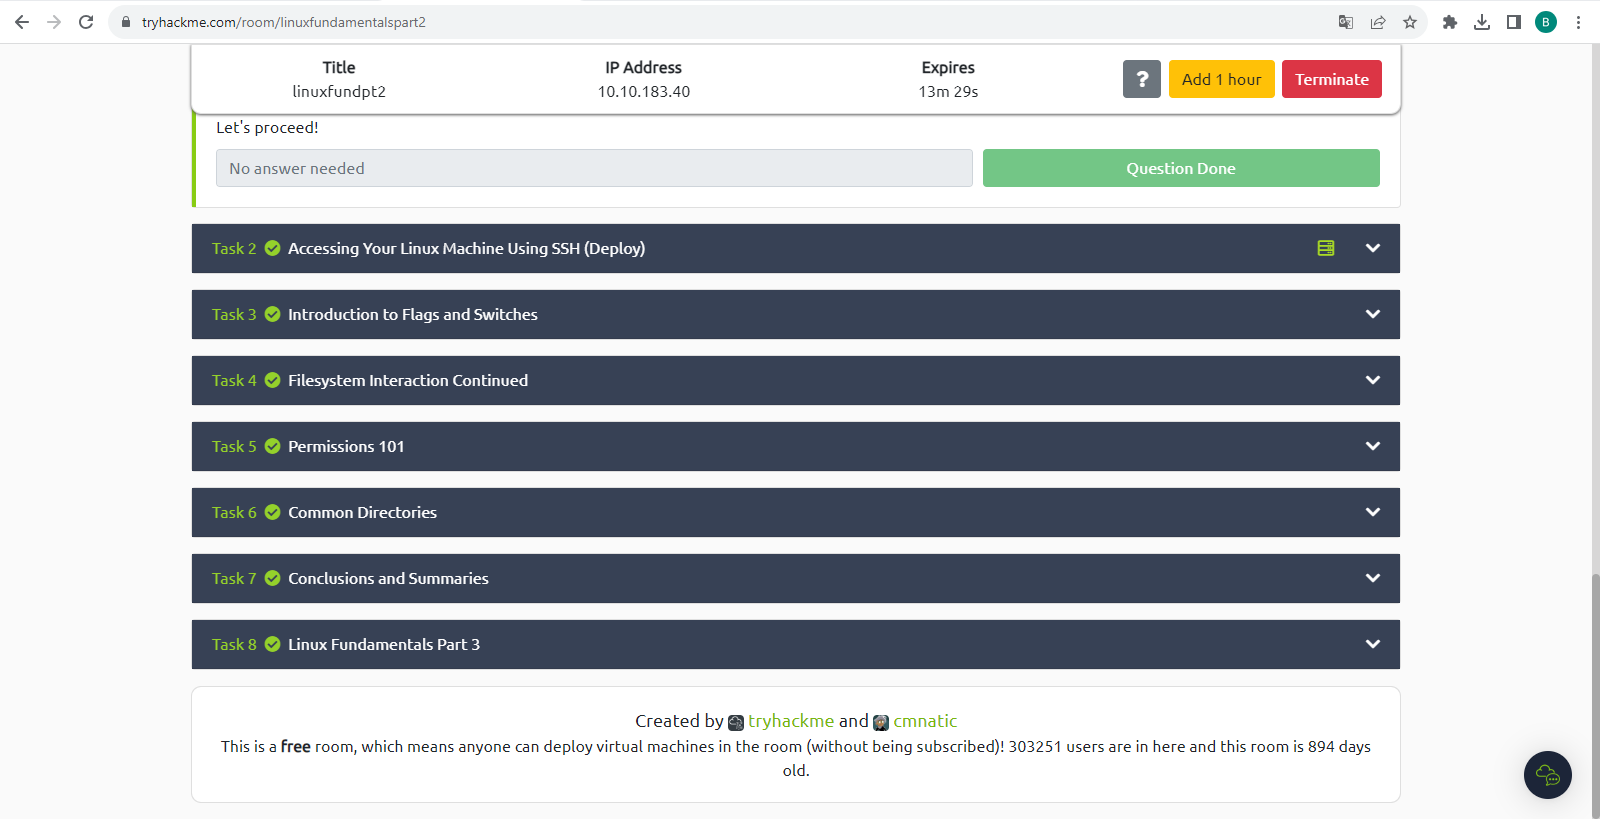 tryhackme.com/room/linuxfundamentalspart2
B
Title
linuxfundpt2
IP Address
10.10.183.40
Expires
13m 29s
?
Add 1 hour
Terminate
Let's proceed!
No answer needed
Question Done
Task 2 Accessing Your Linux Machine Using SSH (Deploy)
Task 3 Introduction to Flags and Switches
Task 4 Filesystem Interaction Continued
Task 5 Permissions 101
Task 6 Common Directories
Task 7 Conclusions and Summaries
Task 8 Linux Fundamentals Part 3
Created by tryhackme and cmnatic
This is a free room, which means anyone can deploy virtual machines in the room (without being subscribed)! 303251 users are in here and this room is 894 days
old.